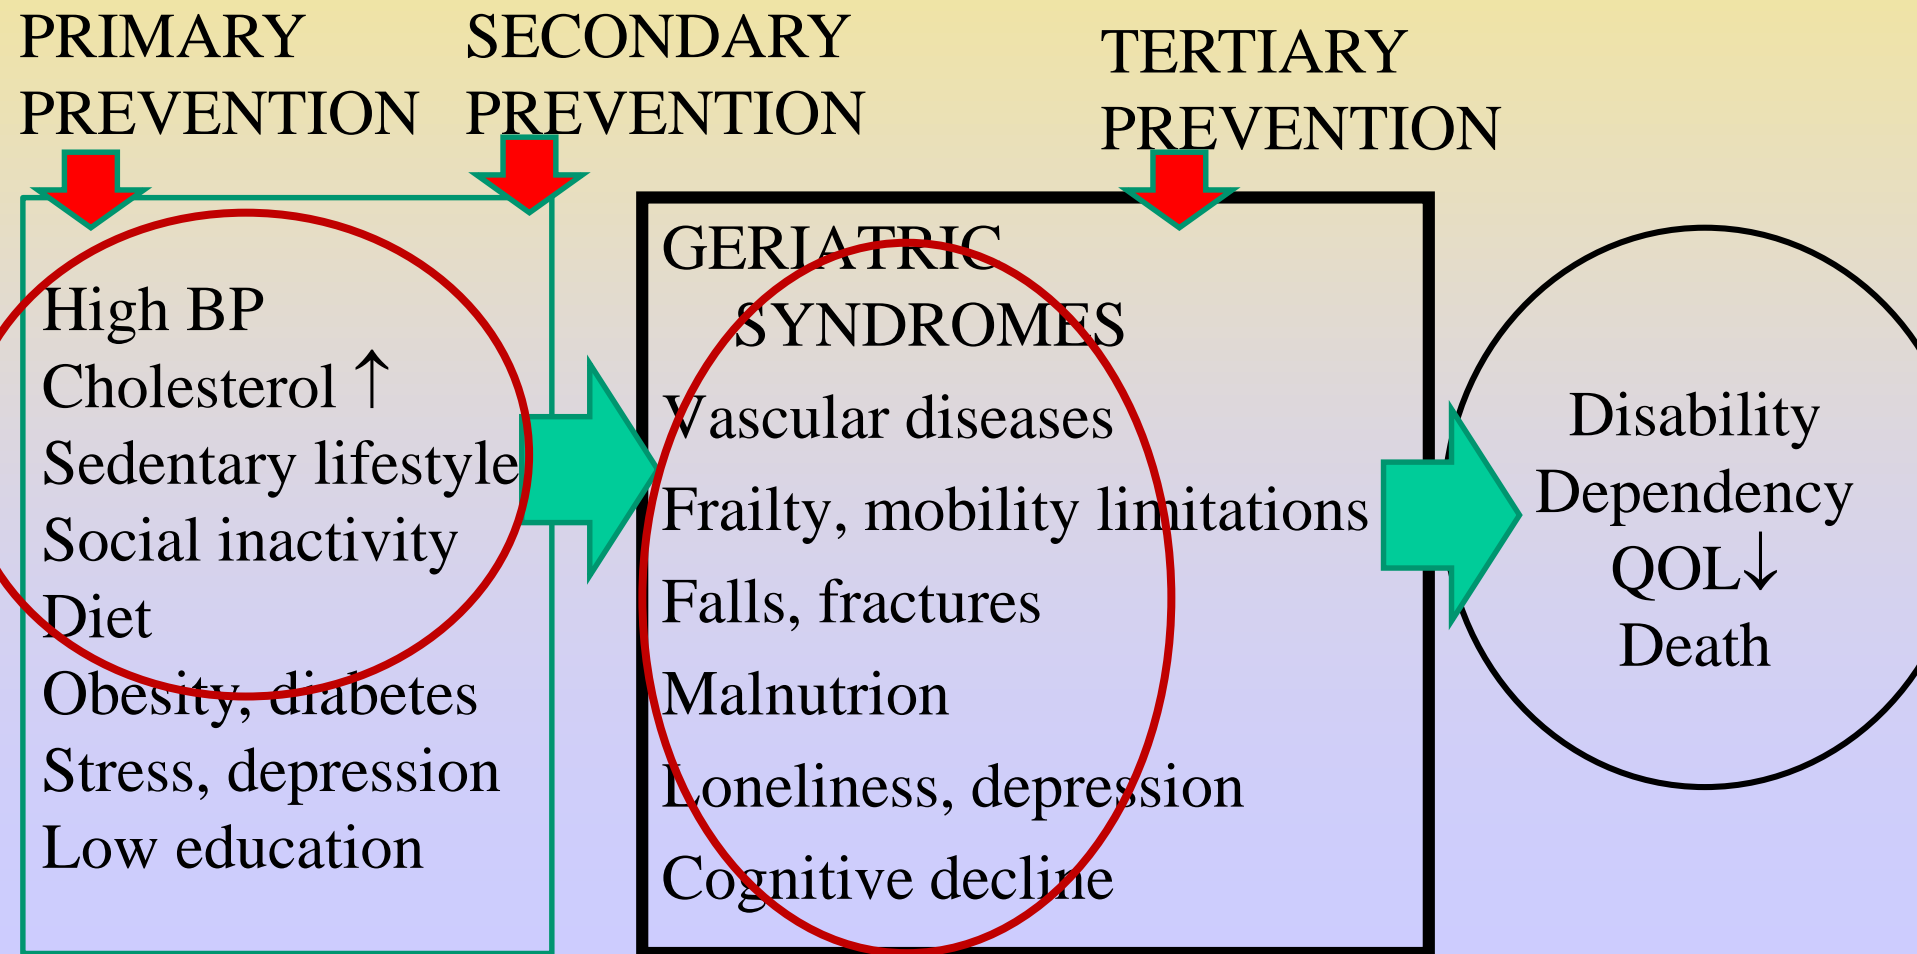 PRIMARY
PREVENTION
SECONDARY
PREVENTION
TERTIARY
PREVENTION
High BP
Cholesterol ↑
Sedentary lifestyle
Social inactivity
Diet
Obesity, diabetes
Stress, depression
Low education
GERIATRIC
SYNDROMES
Vascular diseases
Frailty, mobility limitations
Falls, fractures
Malnutrion
Loneliness, depression
Cognitive decline
Disability
Dependency
QOL↓
Death